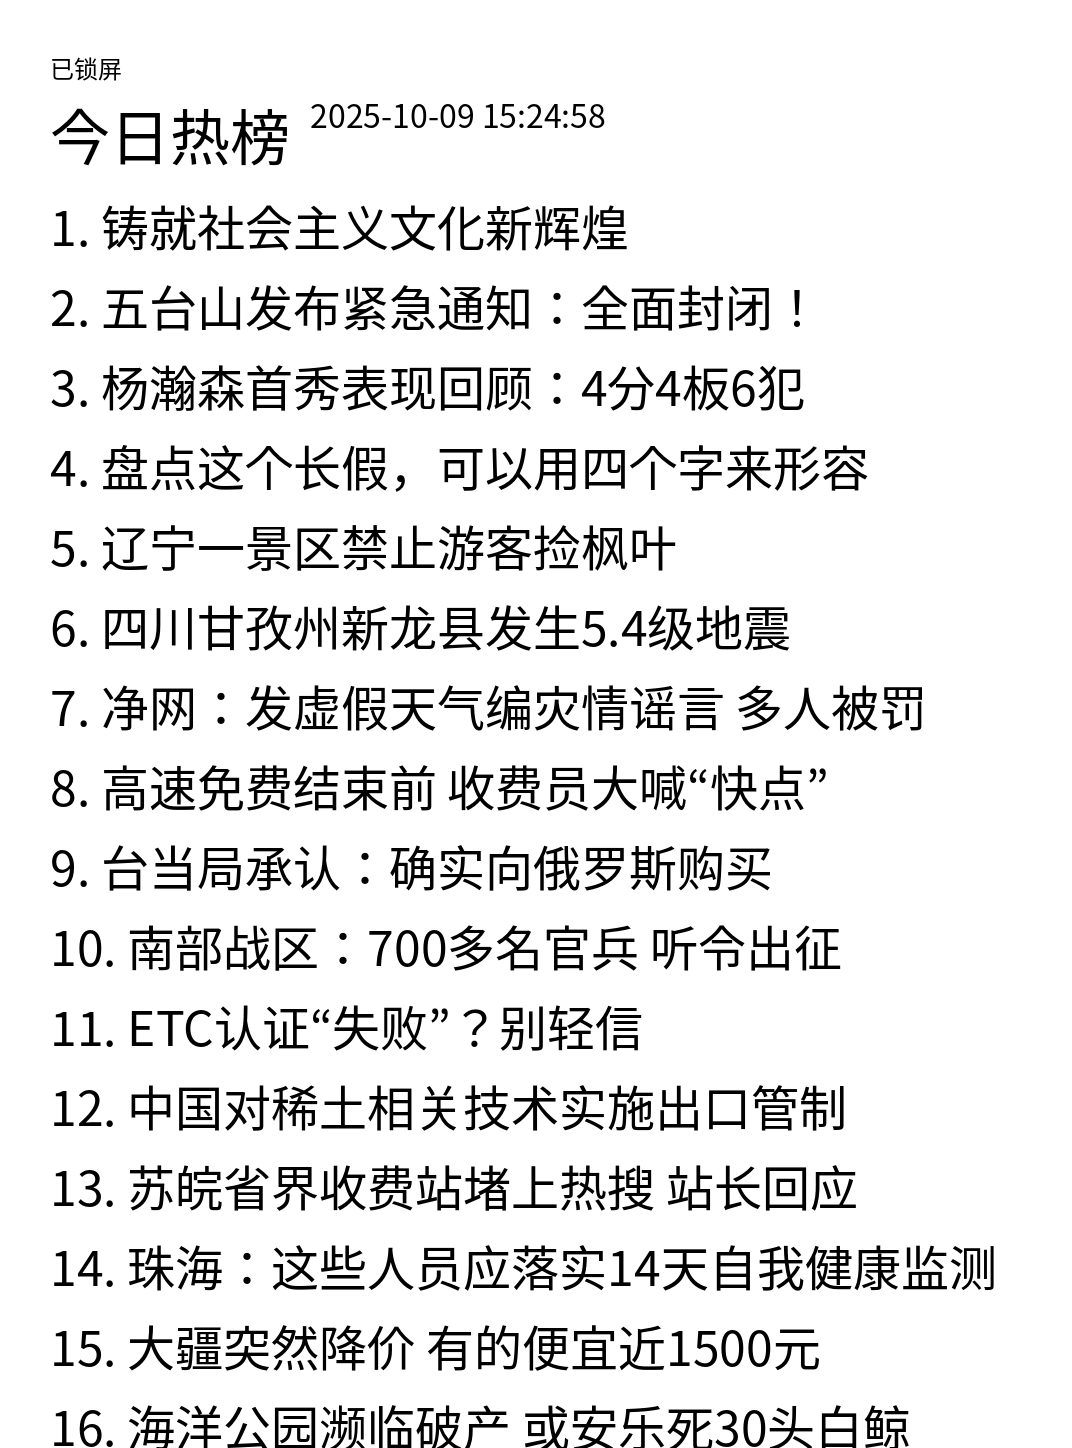 已锁屏
今日热榜 2025-10-09 15:24:58
1. 铸就社会主义文化新辉煌
2. 五台山发布紧急通知：全面封闭！
3. 杨瀚森首秀表现回顾：4分4板6犯
4. 盘点这个长假，可以用四个字来形容
5. 辽宁一景区禁止游客捡枫叶
6. 四川甘孜州新龙县发生5.4级地震
7. 净网：发虚假天气编灾情谣言 多人被罚
8. 高速免费结束前 收费员大喊“快点”
9. 台当局承认：确实向俄罗斯购买
10. 南部战区：700多名官兵 听令出征
11. ETC认证“失败”？别轻信
12. 中国对稀土相关技术实施出口管制
13. 苏皖省界收费站堵上热搜 站长回应
14. 珠海：这些人员应落实14天自我健康监测
15. 大疆突然降价 有的便宜近1500元
16. 海洋公园濒临破产 或安乐死30头白鲸